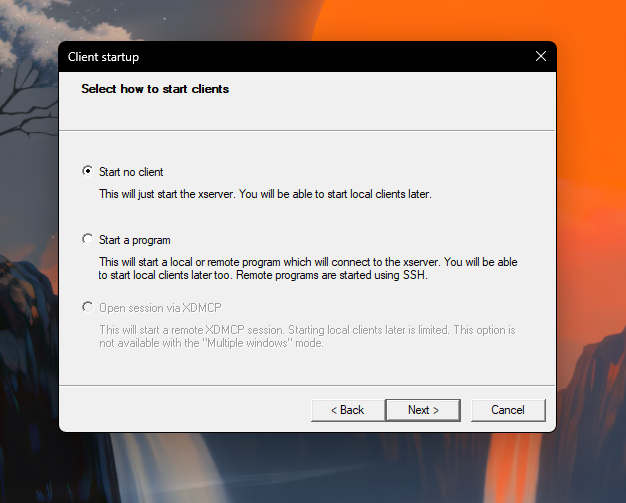 Client startup
Select how to start clients
Start no client
This will just start the xserver. You will be able to start local clients later.
Start a program
This will start a local or remote program which will connect to the xserver. You will be able
to start local clients later too. Remote programs are started using SSH.
Open session via XDMCP
This will start a remote XDMCP session. Starting local clients later is limited. This option is
not available with the "Multiple windows" mode.
< Back
Next >
Cancel